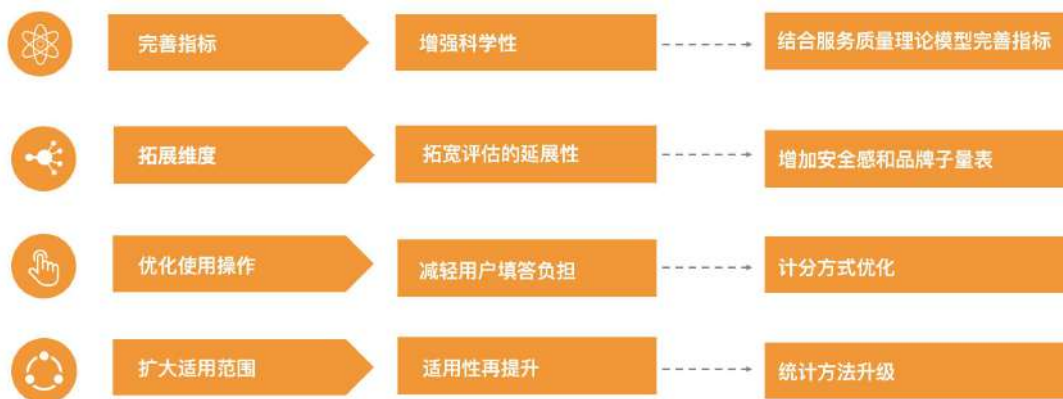 完善指标
增强科学性
结合服务质量理论模型完善指标
拓展维度
拓宽评估的延展性
增加安全感和品牌子量表
优化使用操作
减轻用户填答负担
计分方式优化
扩大适用范围
适用性再提升
统计方法升级